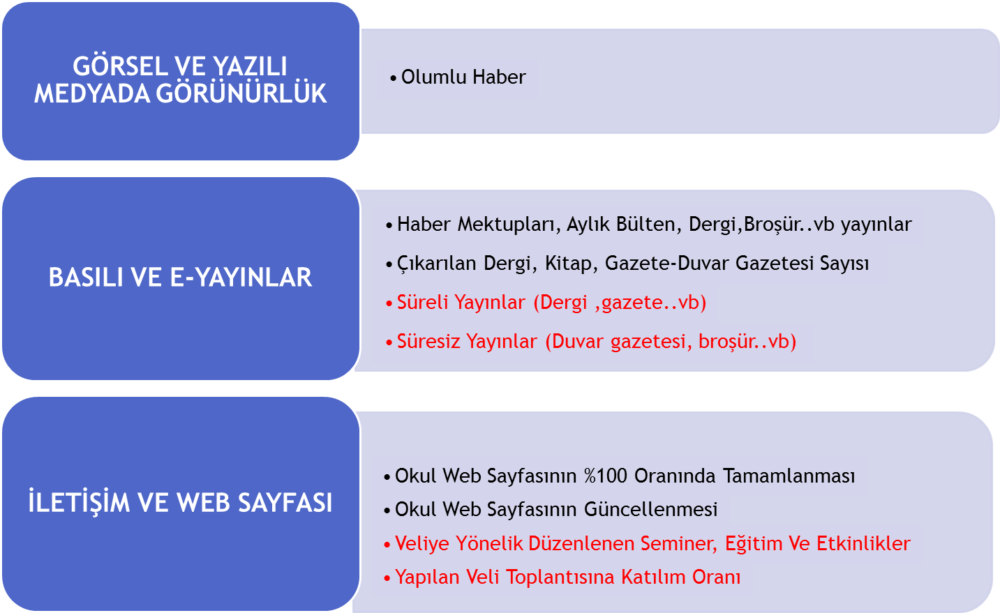 GÖRSEL VE YAZILI
MEDYADA GÖRÜNÜRLÜK
•Olumlu Haber
BASILI VE E-YAYINLAR
•Haber Mektupları, Aylık Bülten, Dergi,Broşür..vb yayınlar
•Çıkarılan Dergi, Kitap, Gazete-Duvar Gazetesi Sayısı
•Süreli Yayınlar (Dergi ,gazete..vb)
•Süresiz Yayınlar (Duvar gazetesi, broşür..vb)
İLETİŞİM VE WEB SAYFASI
•Okul Web Sayfasının %100 Oranında Tamamlanması
•Okul Web Sayfasının Güncellenmesi
•Veliye Yönelik Düzenlenen Seminer, Eğitim Ve Etkinlikler
•Yapılan Veli Toplantısına Katılım Oranı